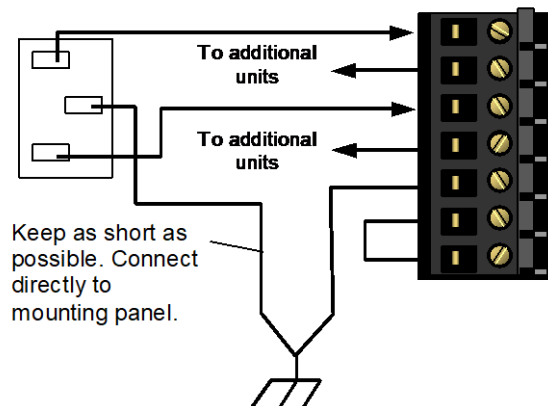 To additional
units
To additional
units
Keep as short as
possible. Connect
directly to
mounting panel.